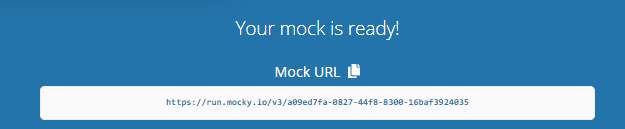 Your mock is ready!
Mock URL
https://run.mocky.io/v3/a09ed7fa-0827-44f8-8300-16baf3924035